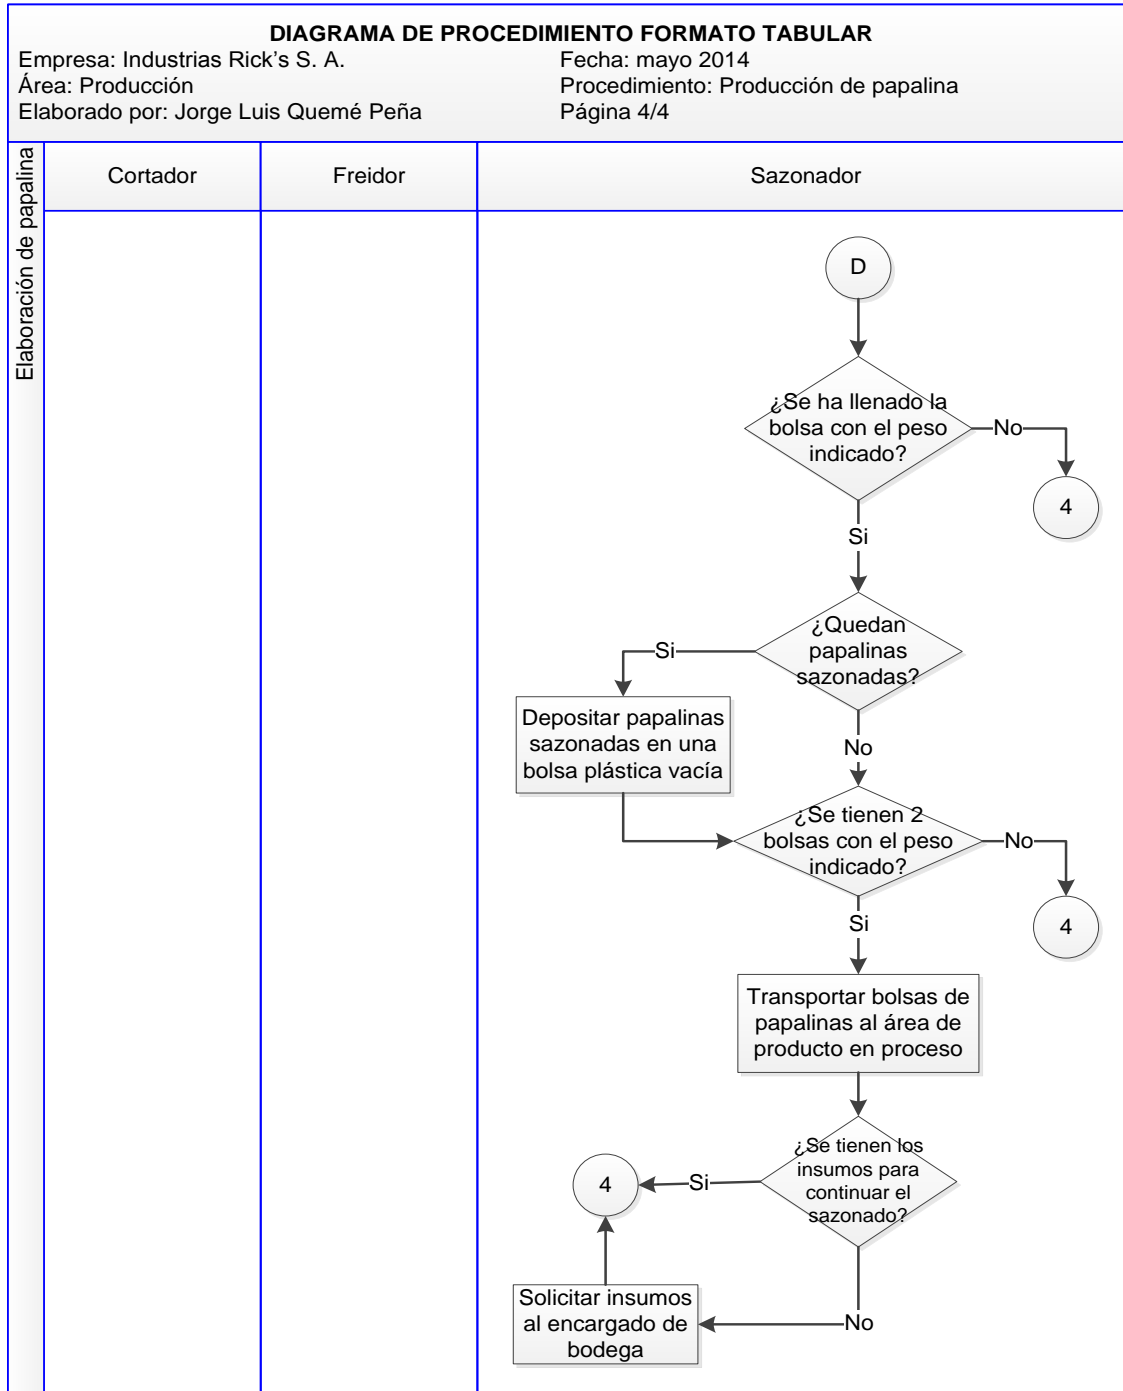 DIAGRAMA DE PROCEDIMIENTO FORMATO TABULAR
Empresa: Industrias Rick’s S. A.
Fecha: mayo 2014
Área: Producción
Procedimiento: Producción de papalina
Elaborado por: Jorge Luis Quemé Peña
Página 4/4
Elaboración de papalina
Cortador
Freidor
Sazonador
D
¿Se ha llenado la
bolsa con el peso
indicado?
No
4
Si
¿Quedan
papalinas
sazonadas?
Si
Depositar papalinas
sazonadas en una
bolsa plástica vacía
No
¿Se tienen 2
bolsas con el peso
indicado?
No
4
Si
Transportar bolsas de
papalinas al área de
producto en proceso
¿Se tienen los
insumos para
continuar el
sazonado?
Si
4
No
Solicitar insumos
al encargado de
bodega